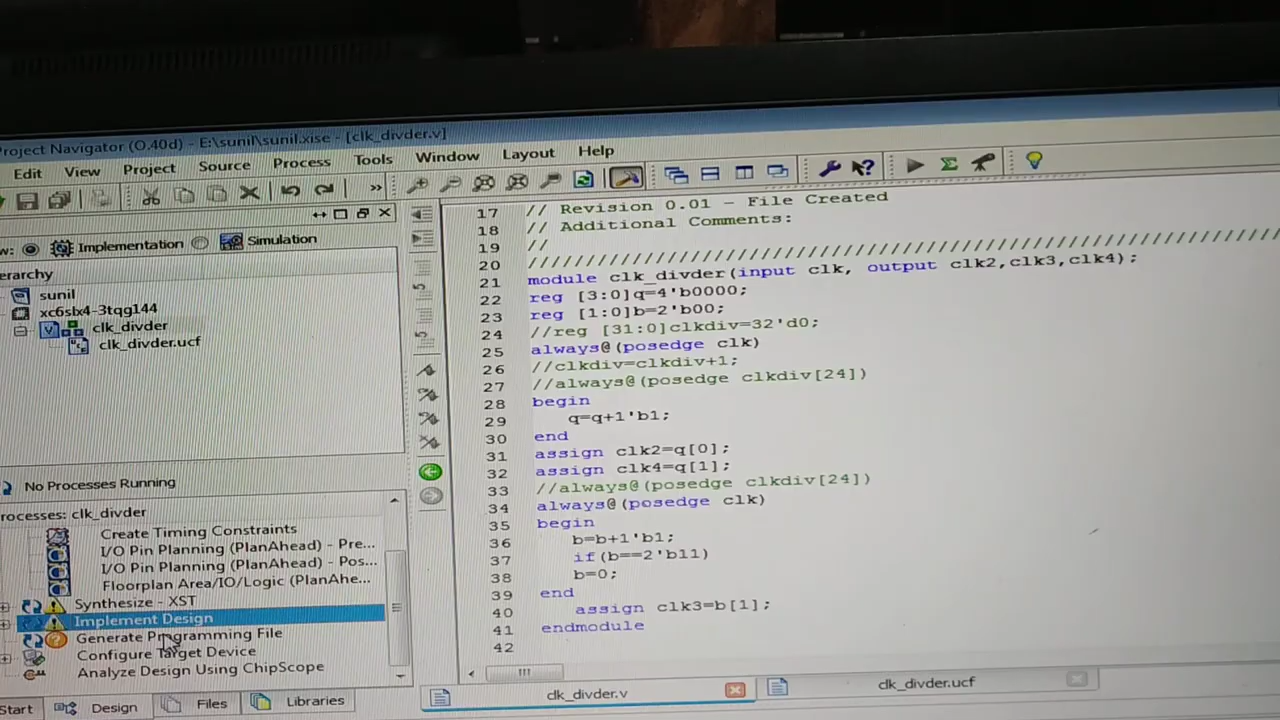 Project Navigator (O.40d) - E:\sunil\sunil.xise - [clk_divder.v]
Edit View Project Source Process Tools Window Layout Help
Implementation Simulation
erarchy
sunil
xc6slx4-3tqg144
clk_divder
clk_divder.ucf
No Processes Running
rocesses: clk_divder
Create Timing Constraints
I/O Pin Planning (PlanAhead) - Pre...
I/O Pin Planning (PlanAhead) - Pos...
Floorplan Area/IO/Logic (PlanAhe...
Synthesize - XST
Implement Design
Generate Programming File
Configure Target Device
Analyze Design Using ChipScope
Start Design Files Libraries
17 // Revision 0.01 - File Created
18 // Additional Comments:
19 //
20 //////////////////////////////////////////////////////////////////////
21 module clk_divder(input clk, output clk2,clk3,clk4);
22 reg [3:0]q=4'b0000;
23 reg [1:0]b=2'b00;
24 //reg [31:0]clkdiv=32'd0;
25 always@(posedge clk)
26 //clkdiv=clkdiv+1;
27 //always@(posedge clkdiv[24])
28 begin
29 q=q+1'b1;
30 end
31 assign clk2=q[0];
32 assign clk4=q[1];
33 //always@(posedge clkdiv[24])
34 always@(posedge clk)
35 begin
36 b=b+1'b1;
37 if(b==2'b11)
38 b=0;
39 end
40 assign clk3=b[1];
41 endmodule
42
clk_divder.v clk_divder.ucf